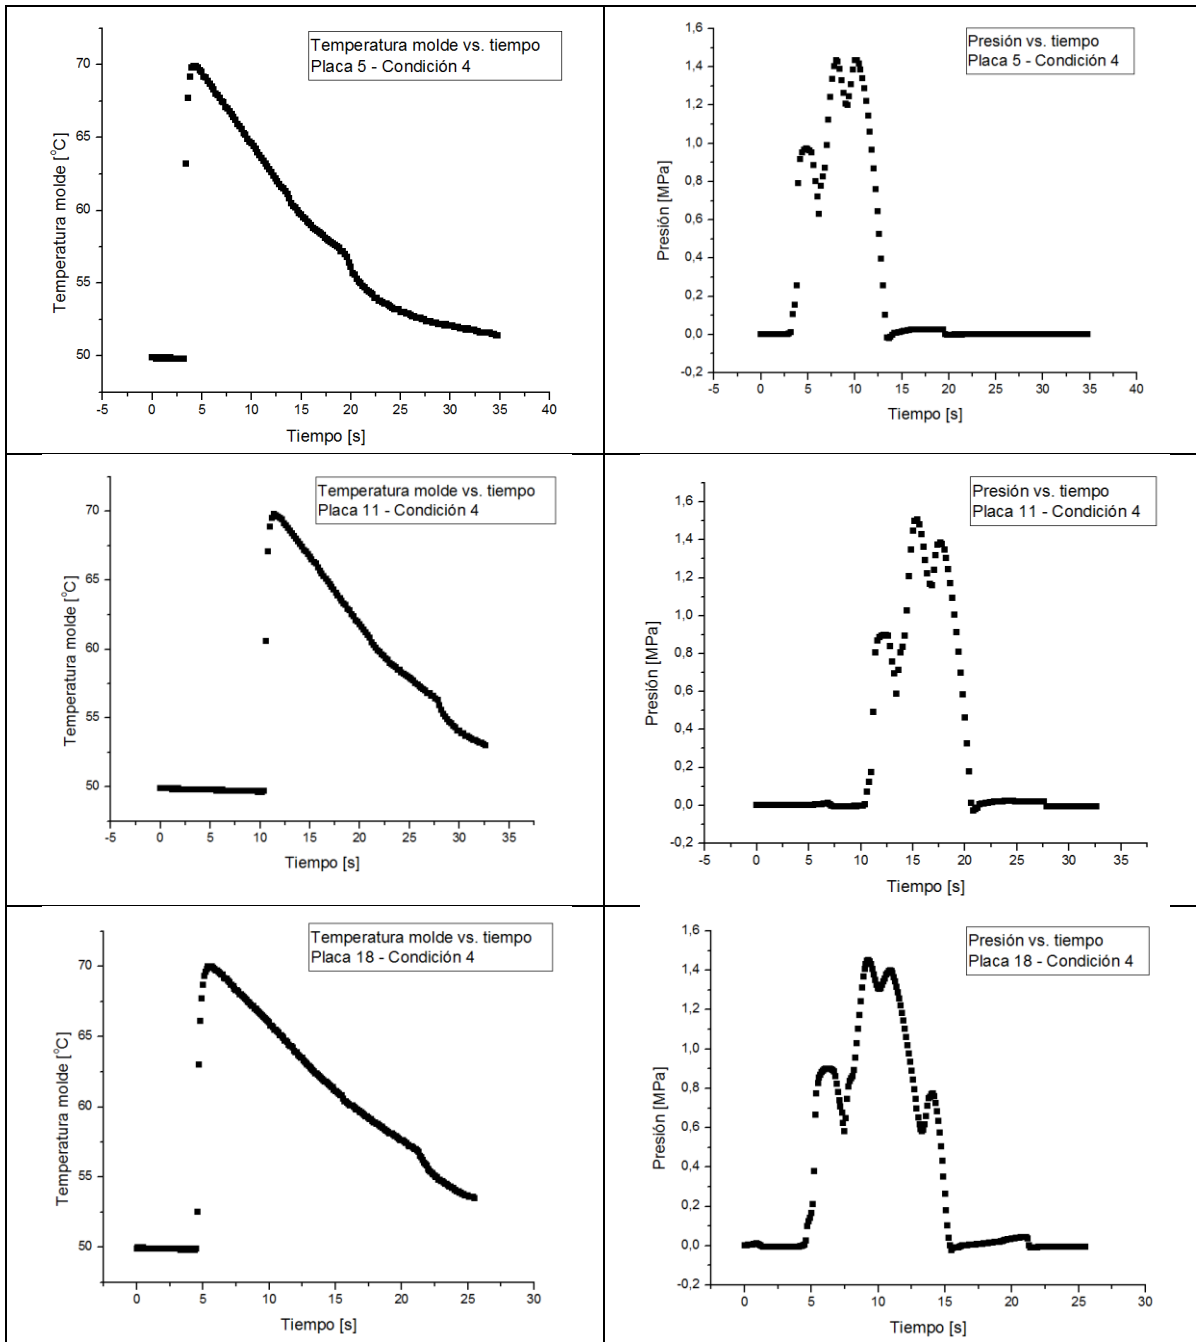 Temperatura molde vs. tiempo
Placa 5 - Condición 4
Temperatura molde [°C]
70
65
60
55
50
-5 0 5 10 15 20 25 30 35 40
Tiempo [s]
Presión vs. tiempo
Placa 5 - Condición 4
Presión [MPa]
1,6
1,4
1,2
1,0
0,8
0,6
0,4
0,2
0,0
-0,2
-5 0 5 10 15 20 25 30 35 40
Tiempo [s]
Temperatura molde vs. tiempo
Placa 11 - Condición 4
Temperatura molde [°C]
70
65
60
55
50
-5 0 5 10 15 20 25 30 35
Tiempo [s]
Presión vs. tiempo
Placa 11 - Condición 4
Presión [MPa]
1,6
1,4
1,2
1,0
0,8
0,6
0,4
0,2
0,0
-0,2
-5 0 5 10 15 20 25 30 35
Tiempo [s]
Temperatura molde vs. tiempo
Placa 18 - Condición 4
Temperatura molde [°C]
70
65
60
55
50
0 5 10 15 20 25 30
Tiempo [s]
Presión vs. tiempo
Placa 18 - Condición 4
Presión [MPa]
1,6
1,4
1,2
1,0
0,8
0,6
0,4
0,2
0,0
-0,2
0 5 10 15 20 25 30
Tiempo [s]